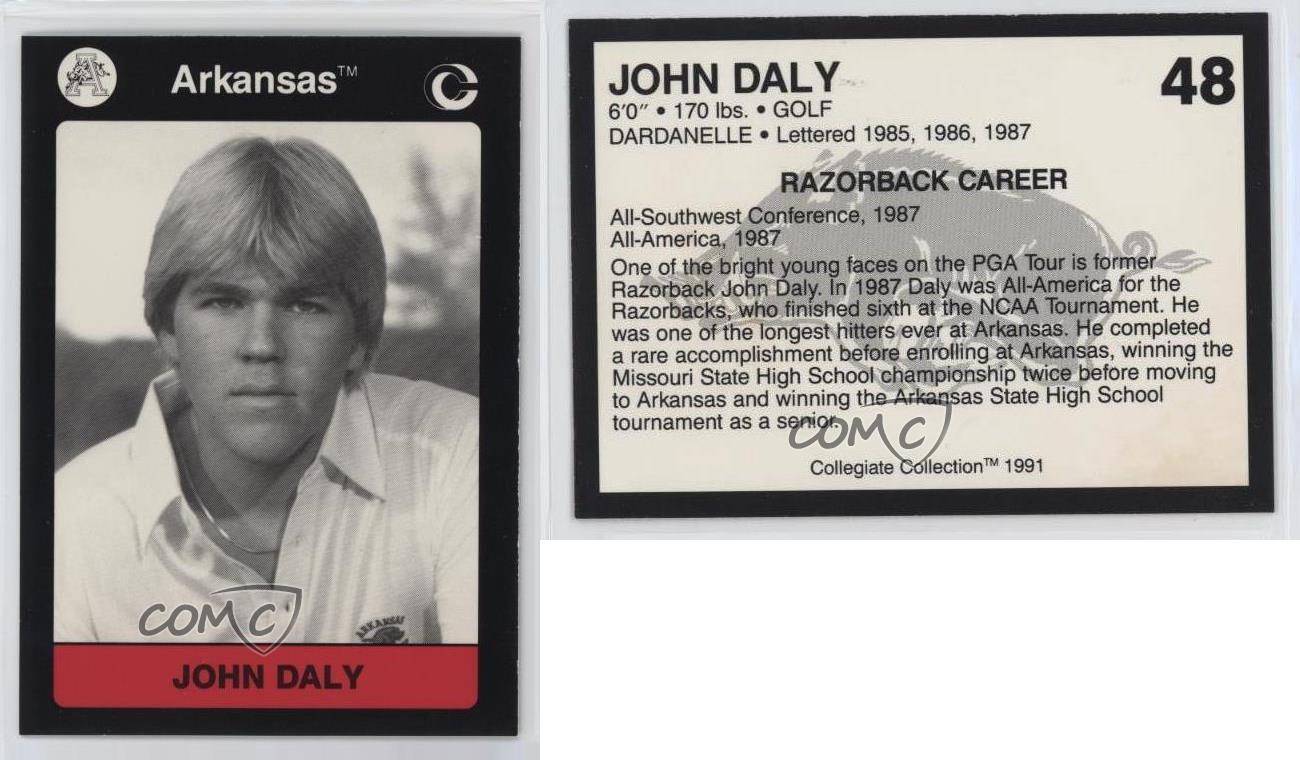 Arkansas™
COMC
JOHN DALY
JOHN DALY
48
6'0" • 170 lbs. • GOLF
DARDANELLE • Lettered 1985, 1986, 1987
RAZORBACK CAREER
All-Southwest Conference, 1987
All-America, 1987
One of the bright young faces on the PGA Tour is former
Razorback John Daly. In 1987 Daly was All-America for the
Razorbacks, who finished sixth at the NCAA Tournament. He
was one of the longest hitters ever at Arkansas. He completed
a rare accomplishment before enrolling at Arkansas, winning the
Missouri State High School championship twice before moving
to Arkansas and winning the Arkansas State High School
tournament as a senior.
COMC
Collegiate Collection™ 1991
A
C
ARKANSAS